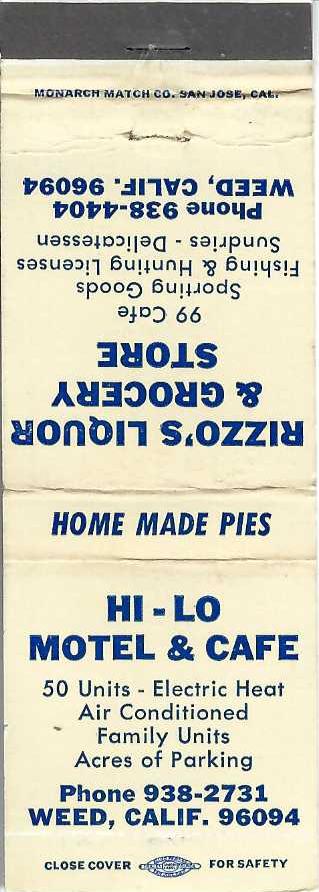 MONARCH MATCH CO. SAN JOSE, CAL.
RIZZO'S LIQUOR
& GROCERY
STORE
99 Cafe
Sporting Goods
Fishing & Hunting Licenses
Sundries - Delicatessen
Phone 938-4404
WEED, CALIF. 96094
HOME MADE PIES
HI-LO
MOTEL & CAFE
50 Units - Electric Heat
Air Conditioned
Family Units
Acres of Parking
Phone 938-2731
WEED, CALIF. 96094
CLOSE COVER FOR SAFETY